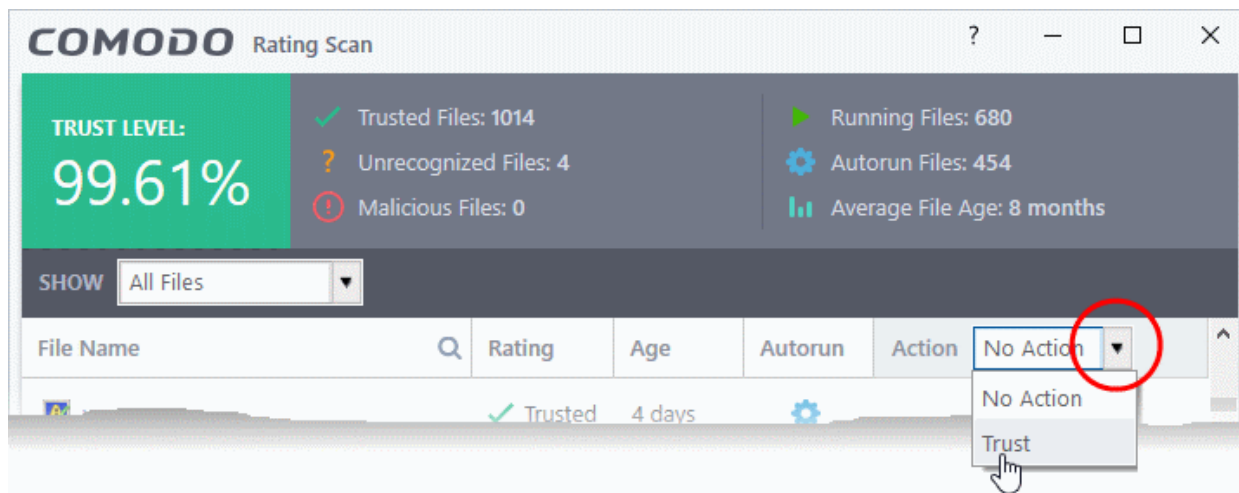 COMODO Rating Scan
TRUST LEVEL:
99.61%
Trusted Files: 1014
Unrecognized Files: 4
Malicious Files: 0
Running Files: 680
Autorun Files: 454
Average File Age: 8 months
SHOW All Files
File Name Rating Age Autorun Action No Action
Trusted 4 days
No Action
Trust